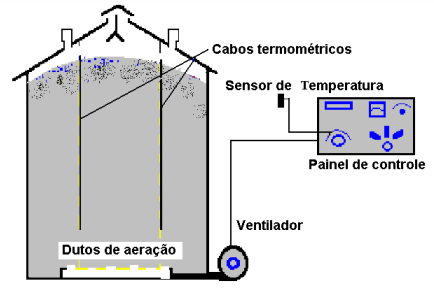 Cabos termométricos
Sensor de Temperatura
Painel de controle
Ventilador
Dutos de aeração